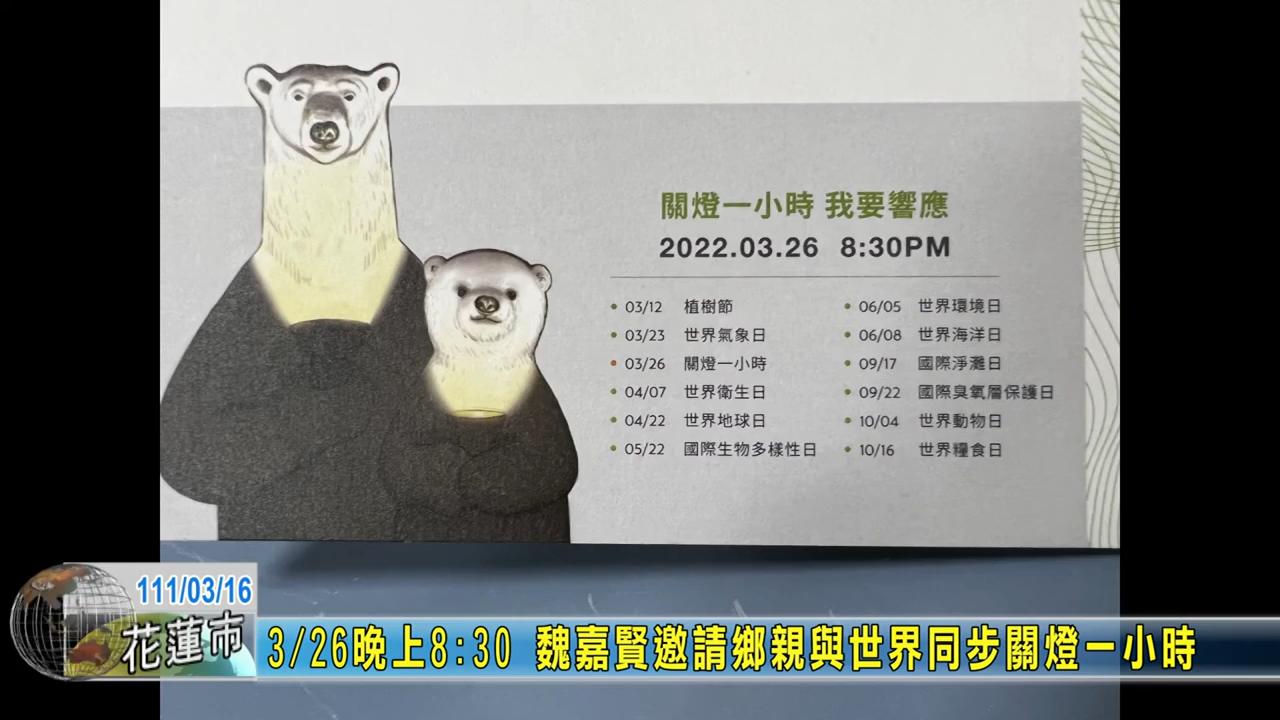 關燈一小時 我要響應
2022.03.26 8:30PM
03/12 植樹節
03/23 世界氣象日
03/26 關燈一小時
04/07 世界衛生日
04/22 世界地球日
05/22 國際生物多樣性日
06/05 世界環境日
06/08 世界海洋日
09/17 國際淨灘日
09/22 國際臭氧層保護日
10/04 世界動物日
10/16 世界糧食日
111/03/16
花蓮市
3/26晚上8:30 魏嘉賢邀請鄉親與世界同步關燈一小時